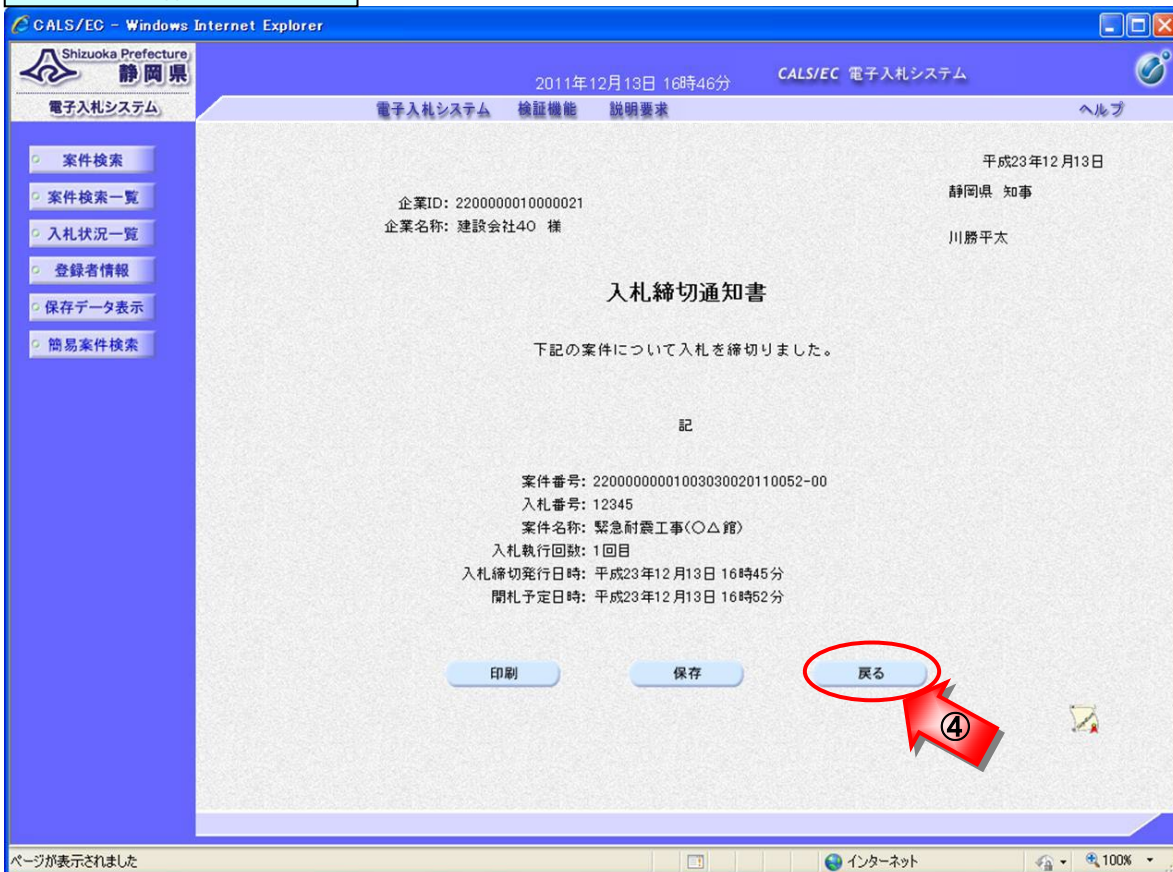 CALS/EC - Windows Internet Explorer
Shizuoka Prefecture
静岡県
電子入札システム
2011年12月13日 16時46分
CALS/EC 電子入札システム
電子入札システム 検証機能 説明要求 ヘルプ
案件検索
案件検索一覧
入札状況一覧
登録者情報
保存データ表示
簡易案件検索
平成23年12月13日
静岡県 知事
川勝平太
企業ID: 2200000010000021
企業名称: 建設会社40 様
入札締切通知書
下記の案件について入札を締切りました。
記
案件番号: 22000000001003030020110052-00
入札番号: 12345
案件名称: 緊急耐震工事(○△館)
入札執行回数: 1回目
入札締切発行日時: 平成23年12月13日 16時45分
開札予定日時: 平成23年12月13日 16時52分
印刷 保存 戻る
④
ページが表示されました インターネット 100%